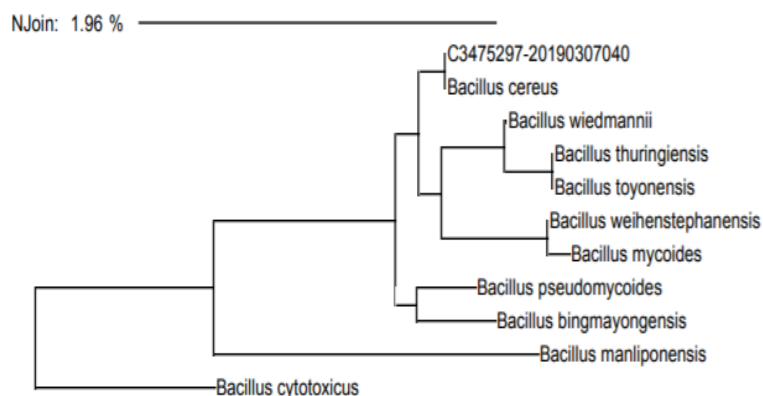 NJoin: 1.96 %
C3475297-20190307040
Bacillus cereus
Bacillus wiedmannii
Bacillus thuringiensis
Bacillus toyonensis
Bacillus weihenstephanensis
Bacillus mycoides
Bacillus pseudomycoides
Bacillus bingmayongensis
Bacillus manliponensis
Bacillus cytotoxicus